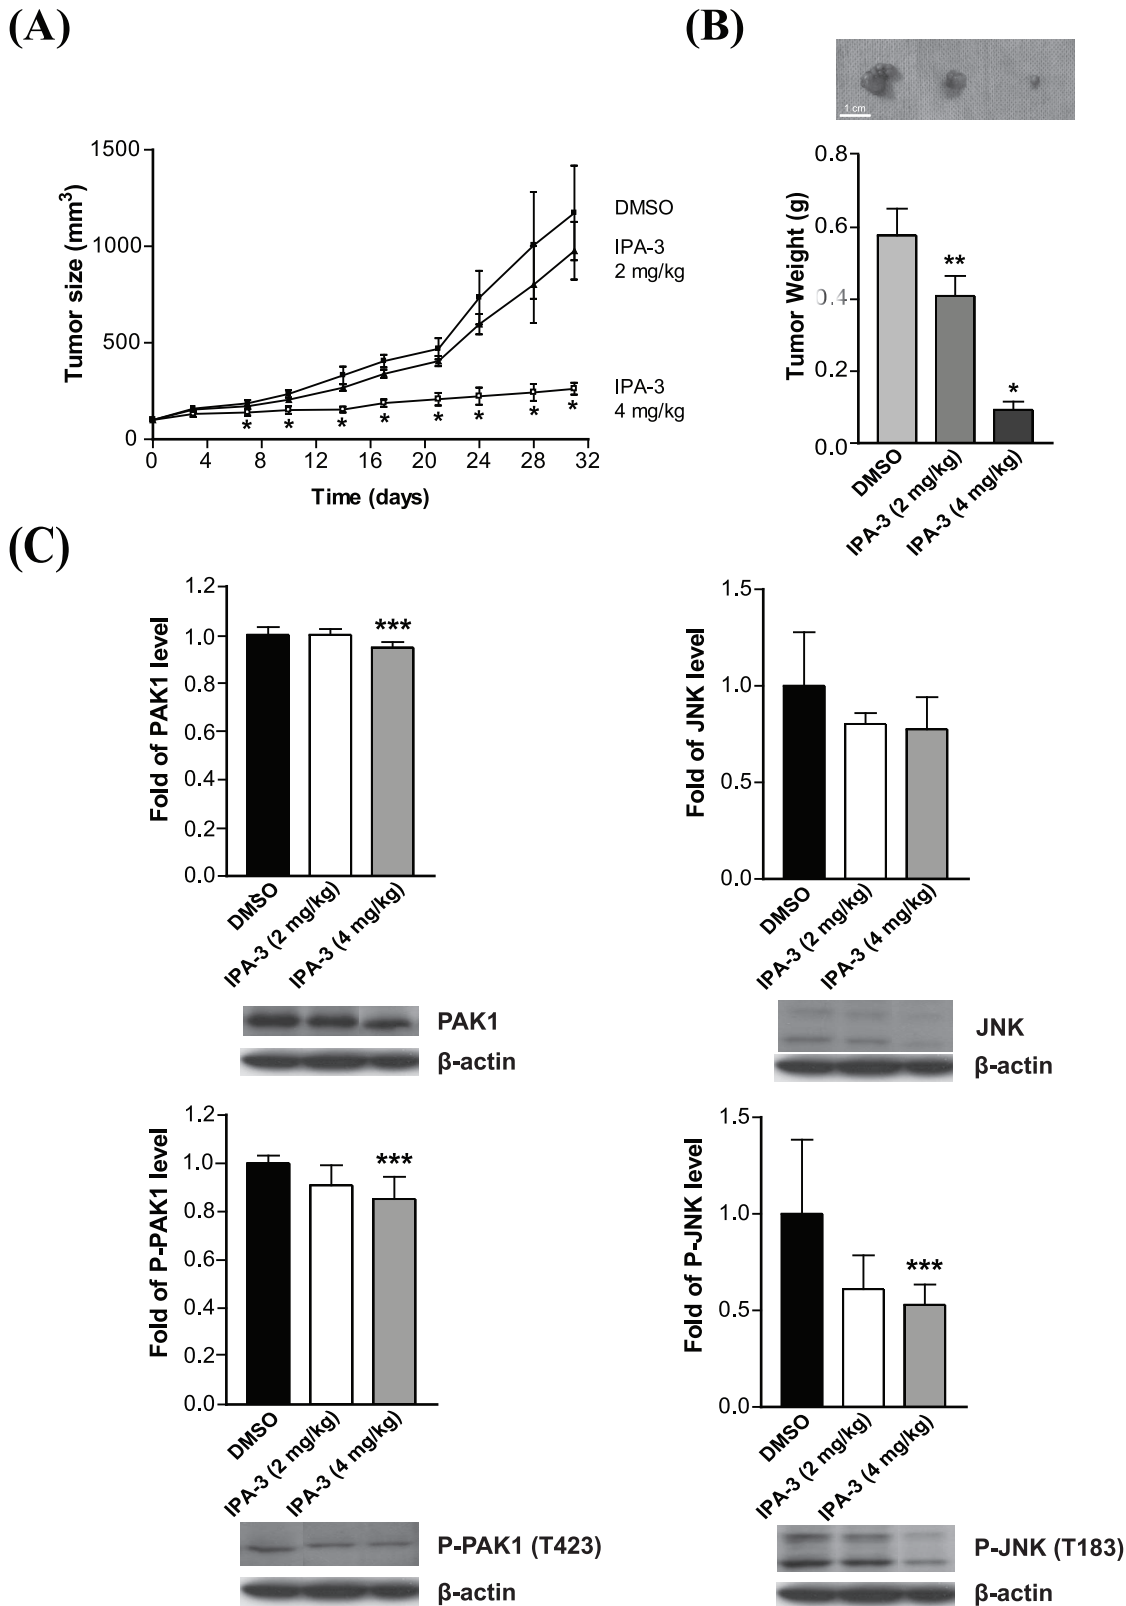 (A)
1500
1000
500
0
Tumor size (mm³)
0 4 8 12 16 20 24 28 32
Time (days)
DMSO
IPA-3
2 mg/kg
IPA-3
4 mg/kg
* * * * * * * *
(B)
1 cm
0.8
0.6
0.4
0.2
0.0
Tumor Weight (g)
**
*
DMSO
IPA-3 (2 mg/kg)
IPA-3 (4 mg/kg)
(C)
1.2
1.0
0.8
0.6
0.4
0.2
0.0
Fold of PAK1 level
***
DMSO
IPA-3 (2 mg/kg)
IPA-3 (4 mg/kg)
PAK1
β-actin
1.5
1.0
0.5
0.0
Fold of JNK level
DMSO
IPA-3 (2 mg/kg)
IPA-3 (4 mg/kg)
JNK
β-actin
1.2
1.0
0.8
0.6
0.4
0.2
0.0
Fold of P-PAK1 level
***
DMSO
IPA-3 (2 mg/kg)
IPA-3 (4 mg/kg)
P-PAK1 (T423)
β-actin
1.5
1.0
0.5
0.0
Fold of P-JNK level
***
DMSO
IPA-3 (2 mg/kg)
IPA-3 (4 mg/kg)
P-JNK (T183)
β-actin